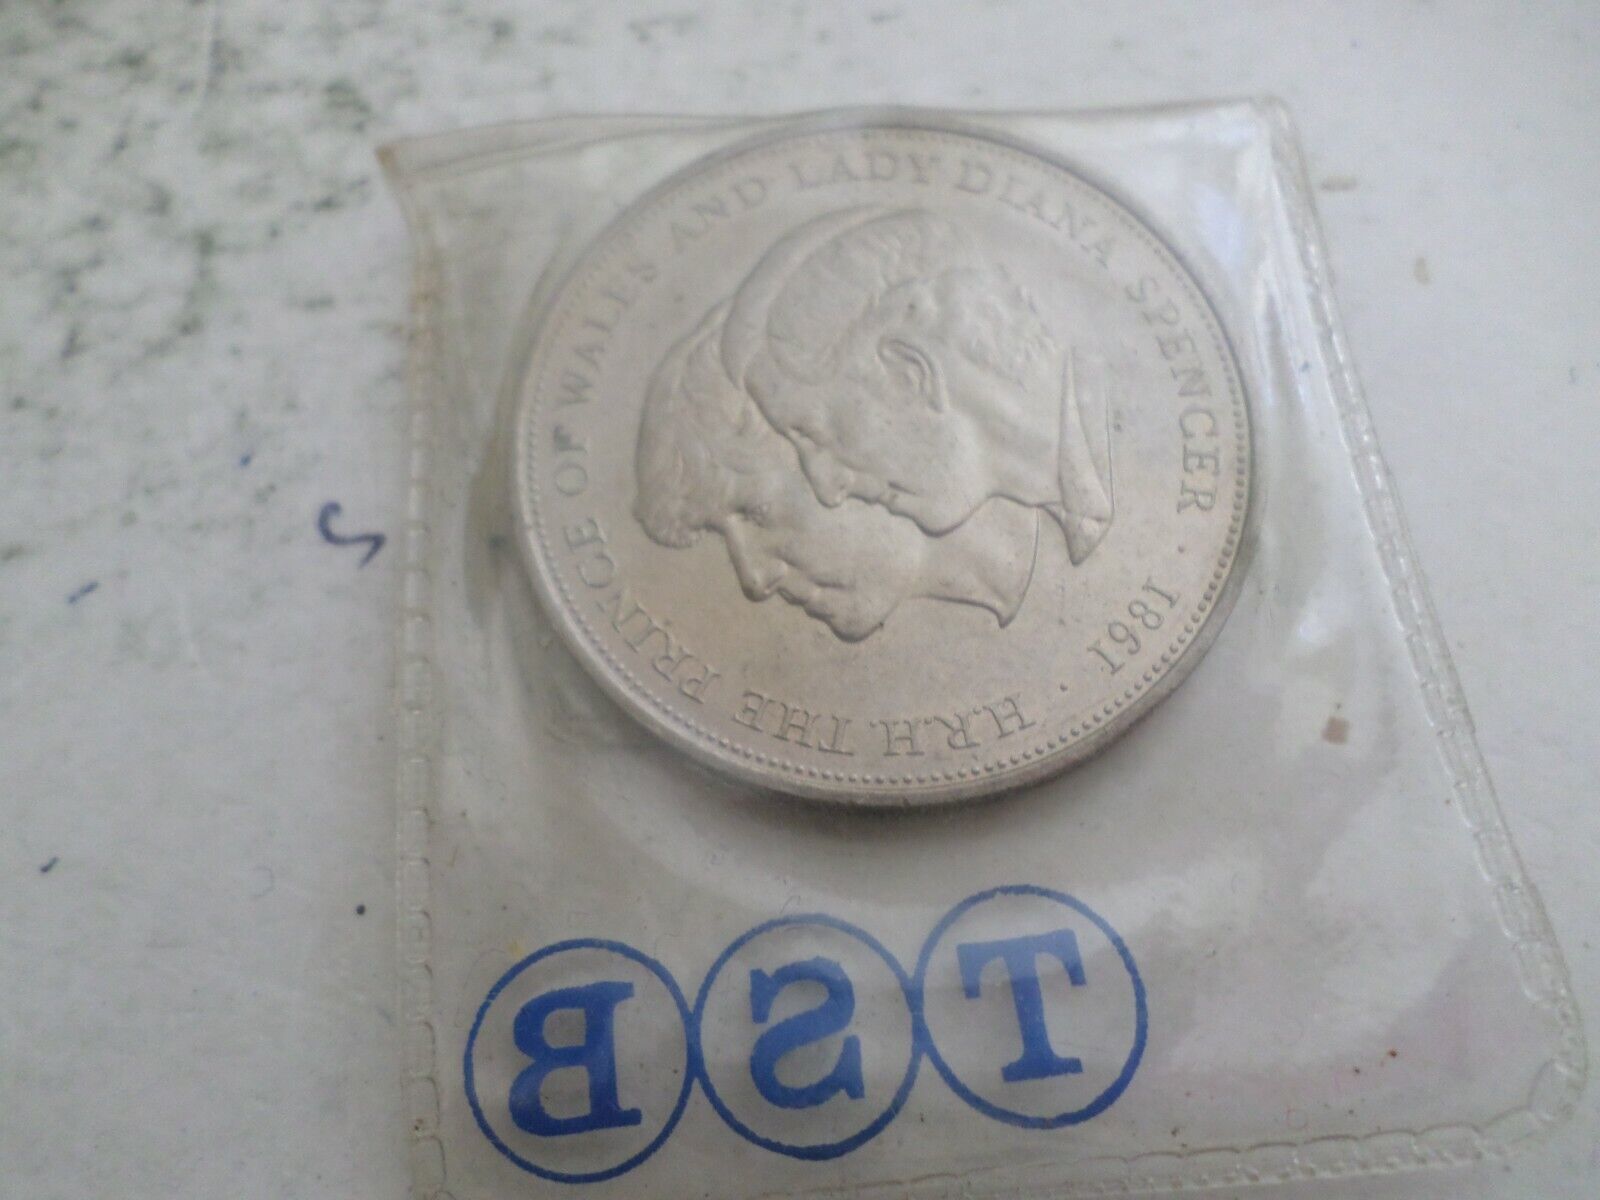 H.R.H. THE PRINCE OF WALES AND LADY DIANA SPENCER · 1981 ·
TSB